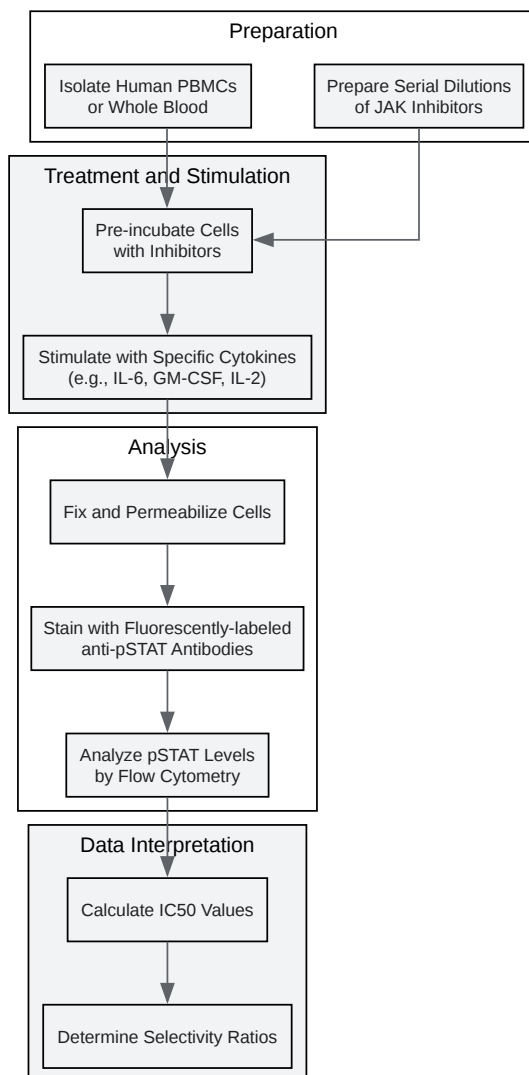 Preparation
Isolate Human PBMCs
or Whole Blood
Prepare Serial Dilutions
of JAK Inhibitors
Treatment and Stimulation
Pre-incubate Cells
with Inhibitors
Stimulate with Specific Cytokines
(e.g., IL-6, GM-CSF, IL-2)
Analysis
Fix and Permeabilize Cells
Stain with Fluorescently-labeled
anti-pSTAT Antibodies
Analyze pSTAT Levels
by Flow Cytometry
Data Interpretation
Calculate IC50 Values
Determine Selectivity Ratios